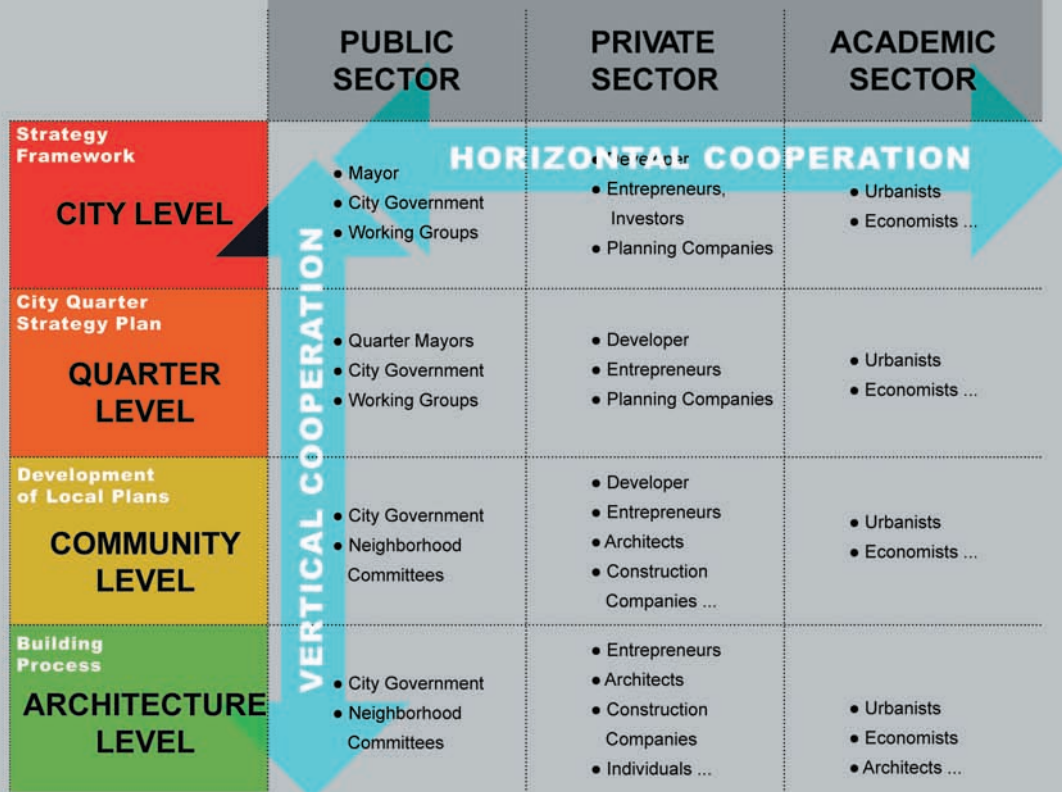 PUBLIC
SECTOR
PRIVATE
SECTOR
ACADEMIC
SECTOR
HORIZONTAL COOPERATION
VERTICAL COOPERATION
Strategy
Framework
CITY LEVEL
● Mayor
● City Government
● Working Groups
● Developer
● Entrepreneurs,
Investors
● Planning Companies
● Urbanists
● Economists ...
City Quarter
Strategy Plan
QUARTER
LEVEL
● Quarter Mayors
● City Government
● Working Groups
● Developer
● Entrepreneurs
● Planning Companies
● Urbanists
● Economists ...
Development
of Local Plans
COMMUNITY
LEVEL
● City Government
● Neighborhood
Committees
● Developer
● Entrepreneurs
● Architects
● Construction
Companies ...
● Urbanists
● Economists ...
Building
Process
ARCHITECTURE
LEVEL
● City Government
● Neighborhood
Committees
● Entrepreneurs
● Architects
● Construction
Companies
● Individuals ...
● Urbanists
● Economists
● Architects ...